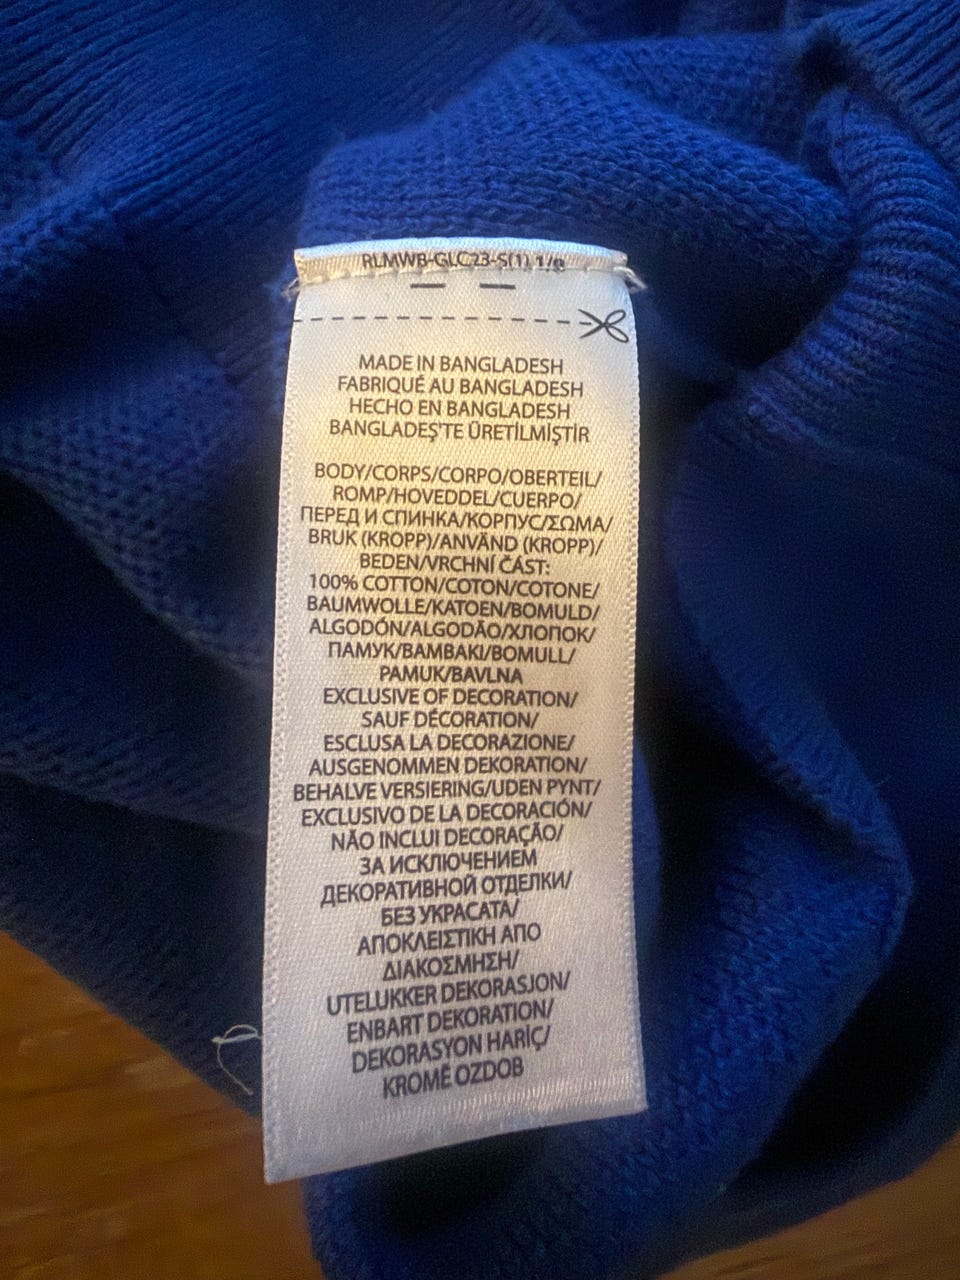 RLMWB-GLC23-S(1) 1/8
MADE IN BANGLADESH
FABRIQUÉ AU BANGLADESH
HECHO EN BANGLADESH
BANGLADEŞ'TE ÜRETİLMİŞTİR
BODY/CORPS/CORPO/OBERTEIL/
ROMP/HOVEDDEL/CUERPO/
ПЕРЕД И СПИНКА/КОРПУС/ΣΩΜΑ/
BRUK (KROPP)/ANVÄND (KROPP)/
BEDEN/VRCHNÍ ČÁST:
100% COTTON/COTON/COTONE/
BAUMWOLLE/KATOEN/BOMULD/
ALGODÓN/ALGODÃO/ХЛОПОК/
ПАМУК/ΒΑΜΒΑΚΙ/BOMULL/
PAMUK/BAVLNA
EXCLUSIVE OF DECORATION/
SAUF DÉCORATION/
ESCLUSA LA DECORAZIONE/
AUSGENOMMEN DEKORATION/
BEHALVE VERSIERING/UDEN PYNT/
EXCLUSIVO DE LA DECORACIÓN/
NÃO INCLUI DECORAÇÃO/
ЗА ИСКЛЮЧЕНИЕМ
ДЕКОРАТИВНОЙ ОТДЕЛКИ/
БЕЗ УКРАСАТА/
ΑΠΟΚΛΕΙΣΤΙΚΗ ΑΠΟ
ΔΙΑΚΟΣΜΗΣΗ/
UTELUKKER DEKORASJON/
ENBART DEKORATION/
DEKORASYON HARİÇ/
KROMĚ OZDOB